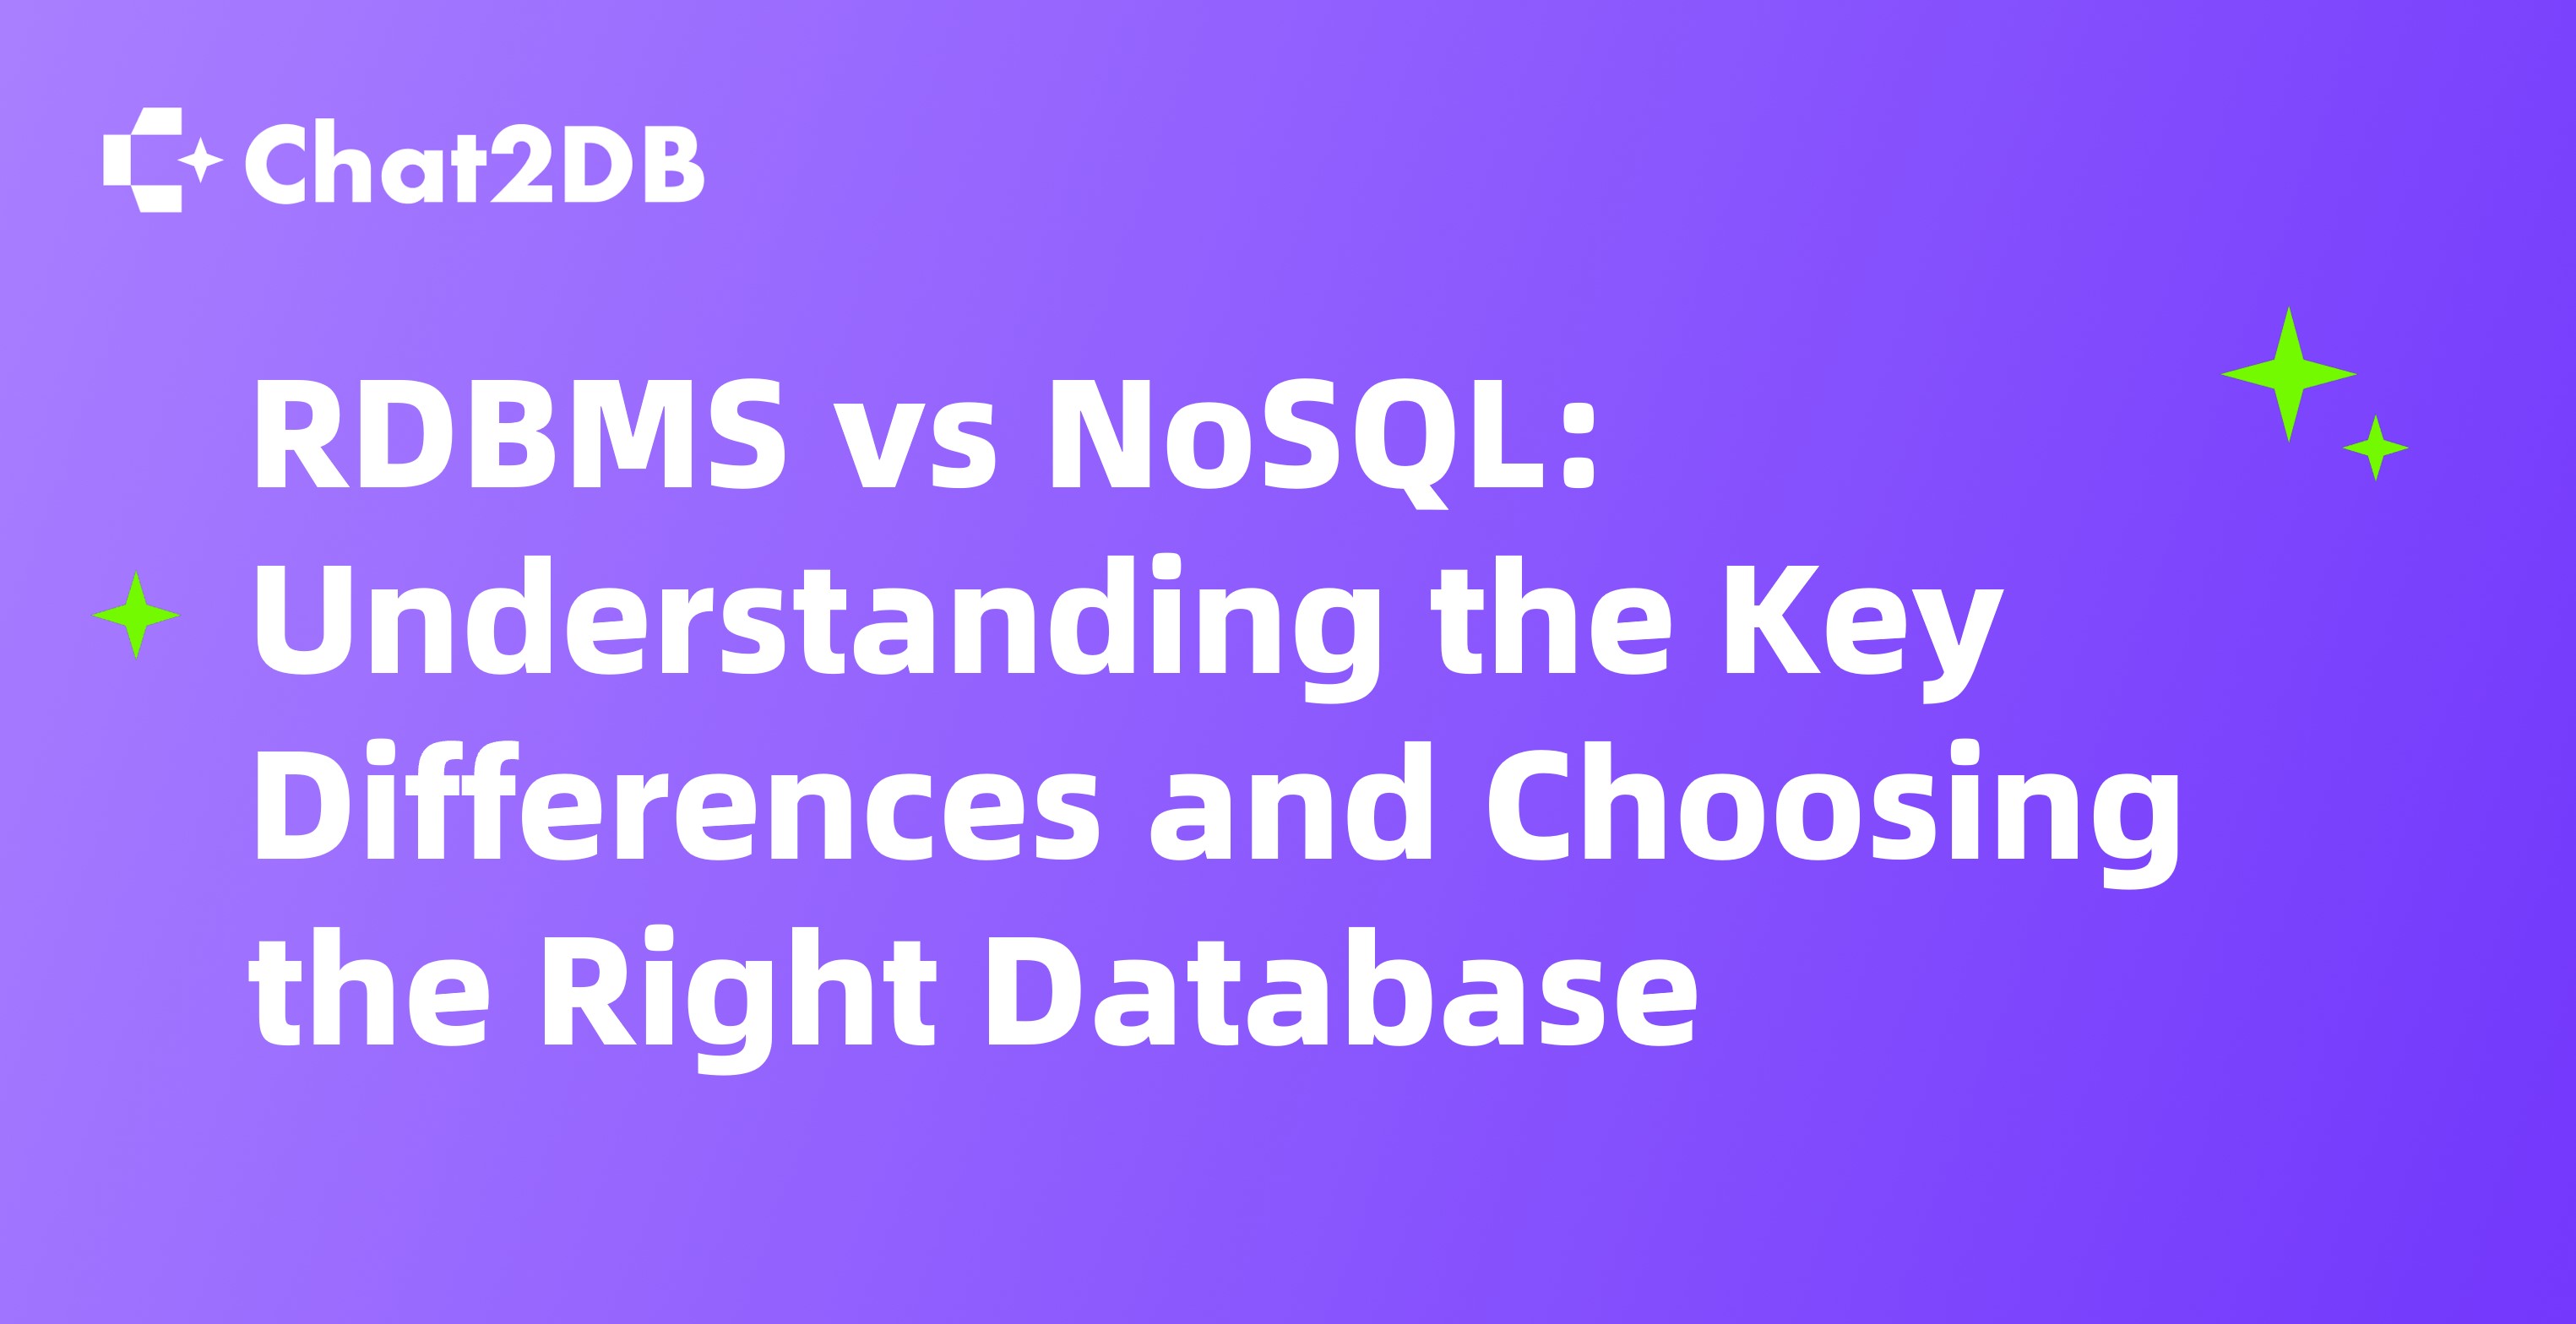 Chat2DB
RDBMS vs NoSQL:
Understanding the Key
Differences and Choosing
the Right Database